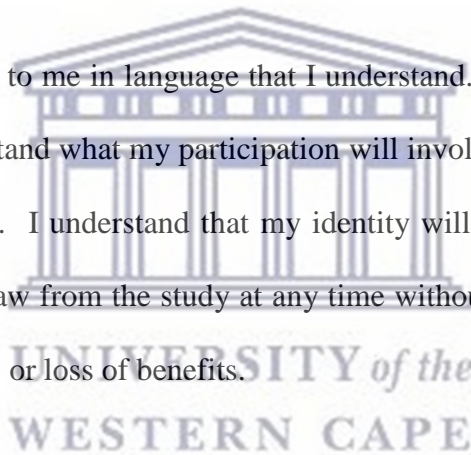 to me in language that I understand.
tand what my participation will invol
. I understand that my identity will
aw from the study at any time withou
or loss of benefits.
UNIVERSITY of the
WESTERN CAPE